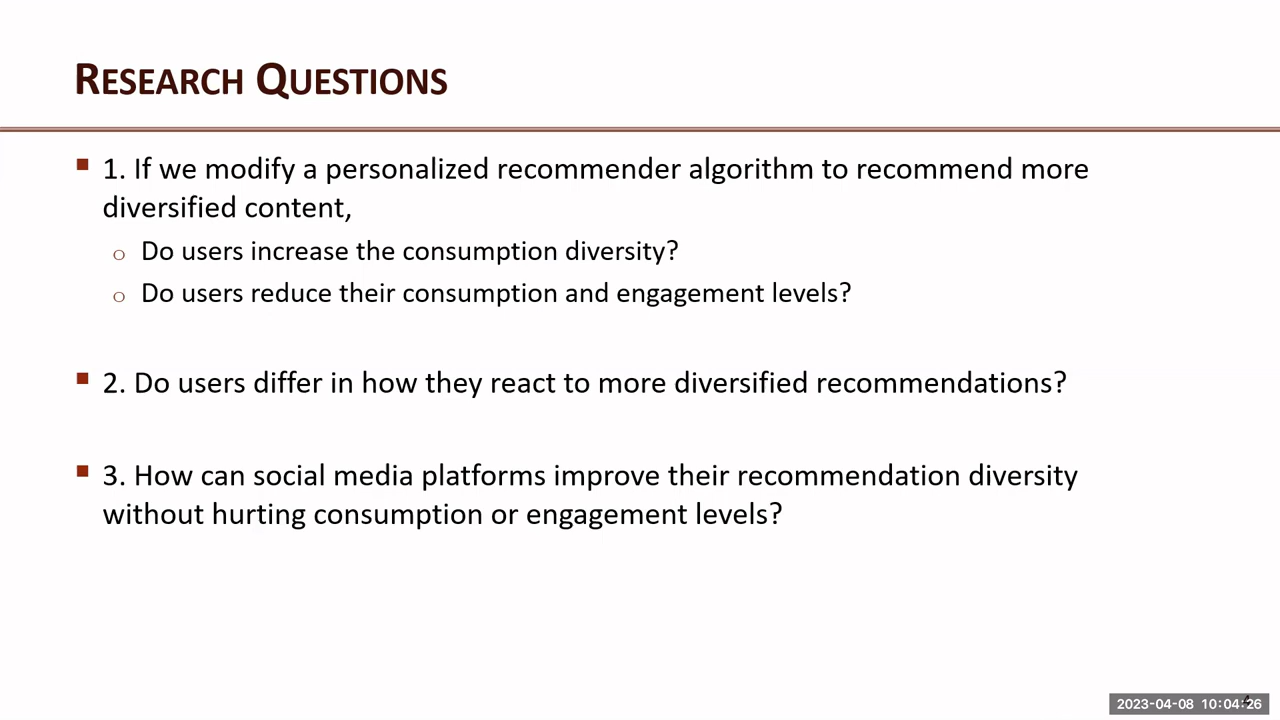 RESEARCH QUESTIONS
1. If we modify a personalized recommender algorithm to recommend more
diversified content,
Do users increase the consumption diversity?
Do users reduce their consumption and engagement levels?
2. Do users differ in how they react to more diversified recommendations?
3. How can social media platforms improve their recommendation diversity
without hurting consumption or engagement levels?
2023-04-08 10:04:26